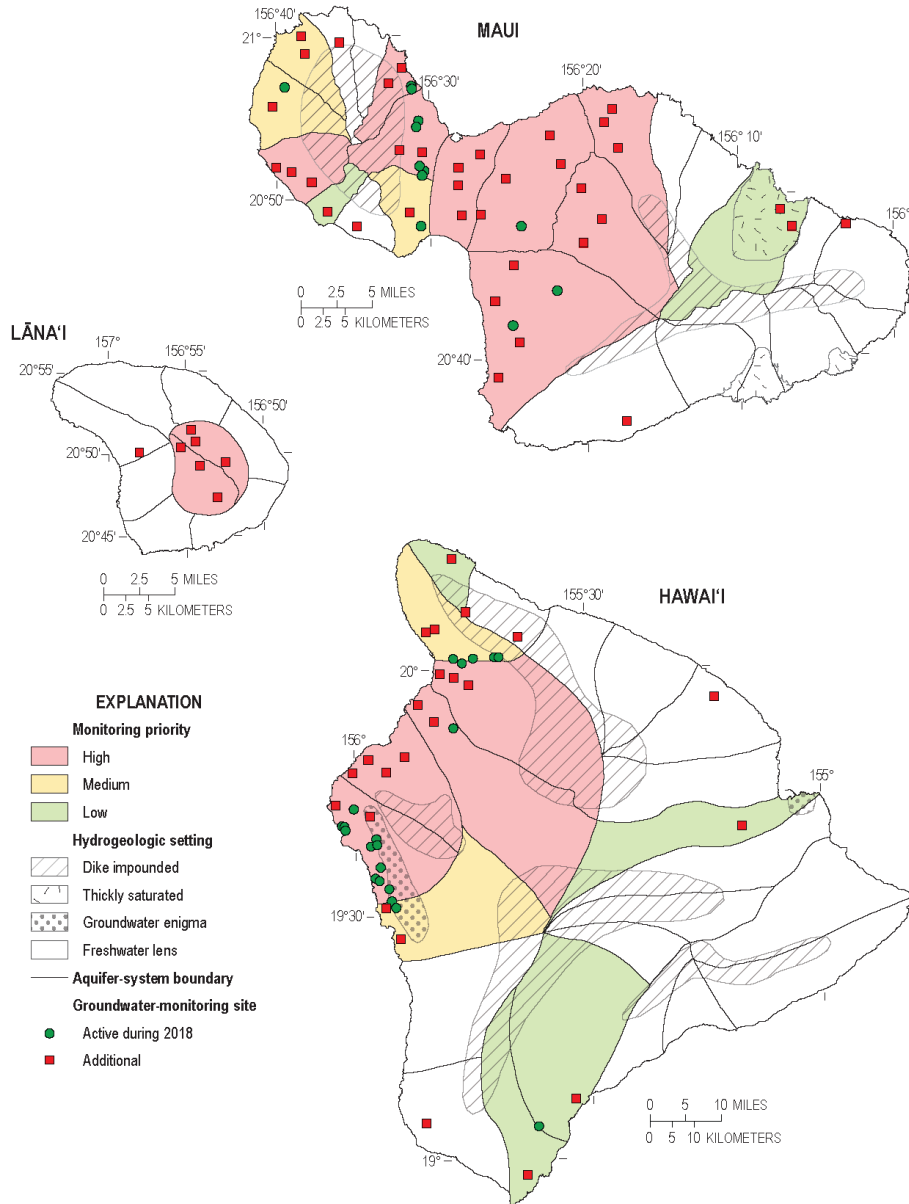 MAUI
156°40'
21°
156°30'
156°20'
156°10'
156°
20°50'
20°40'
0 2.5 5 MILES
0 2.5 5 KILOMETERS
LĀNAʻI
157°
156°55'
20°55'
156°50'
20°50'
20°45'
0 2.5 5 MILES
0 2.5 5 KILOMETERS
HAWAIʻI
155°30'
20°
156°
155°
19°30'
19°
0 5 10 MILES
0 5 10 KILOMETERS
EXPLANATION
Monitoring priority
High
Medium
Low
Hydrogeologic setting
Dike impounded
Thickly saturated
Groundwater enigma
Freshwater lens
Aquifer-system boundary
Groundwater-monitoring site
Active during 2018
Additional